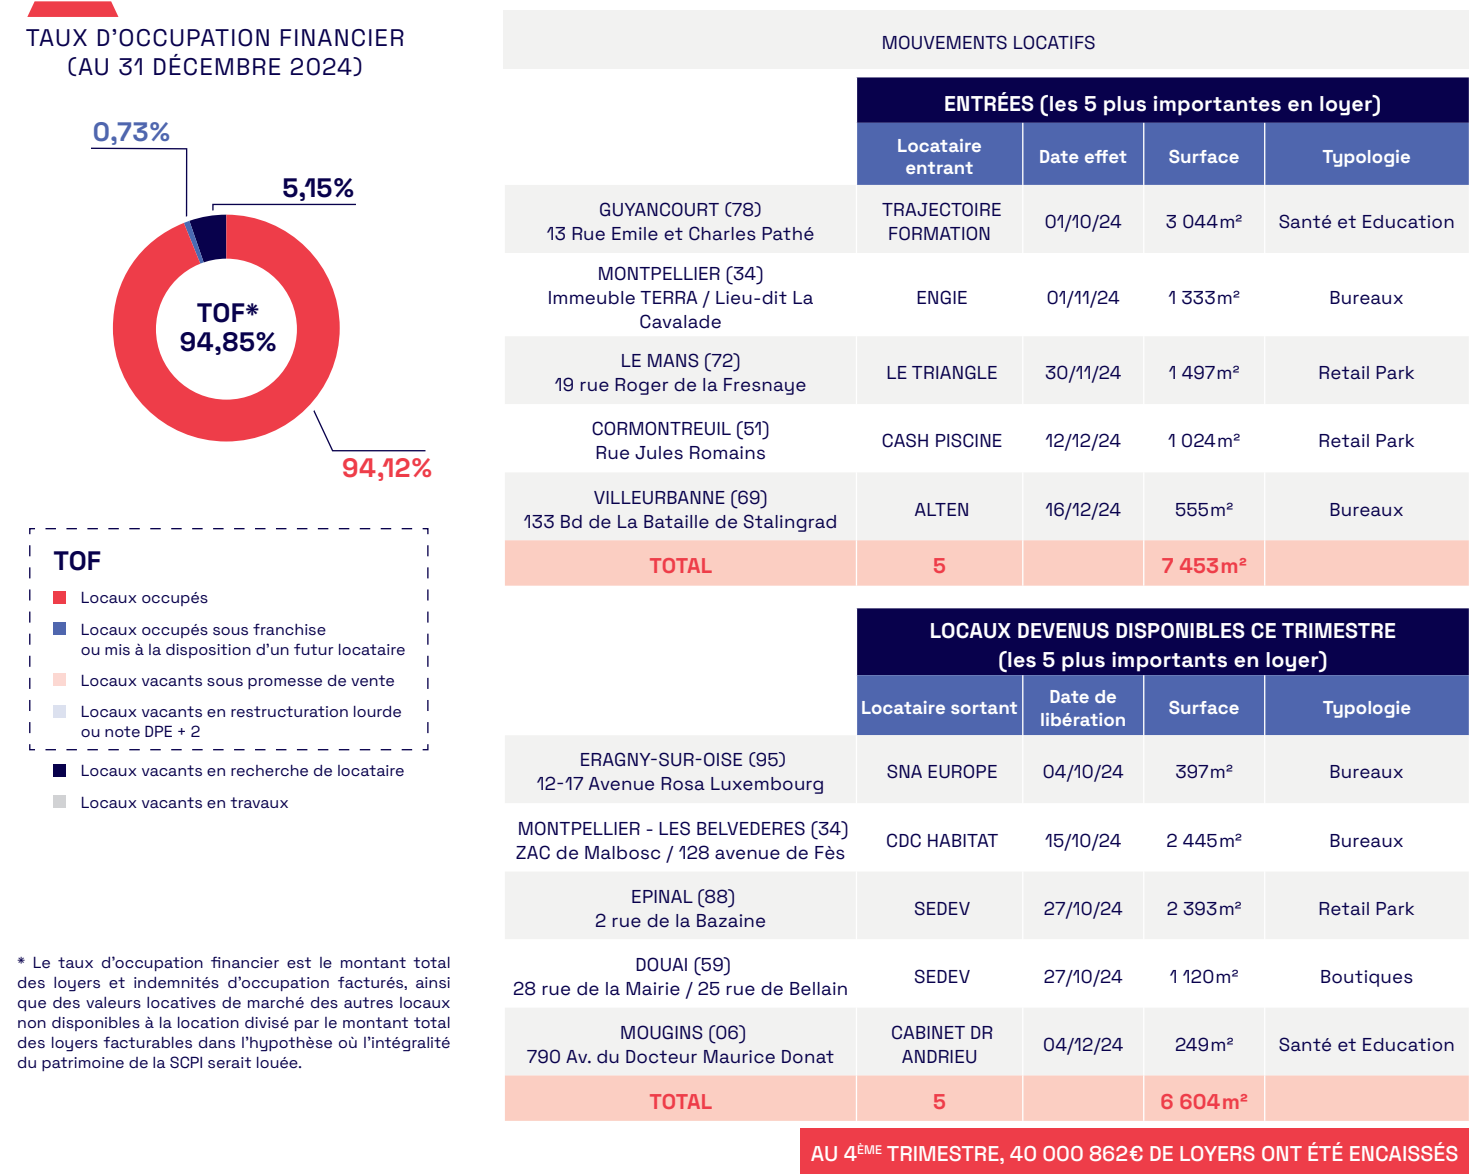 TAUX D'OCCUPATION FINANCIER
(AU 31 DÉCEMBRE 2024)
0,73%
5,15%
TOF*
94,85%
94,12%
TOF
Locaux occupés
Locaux occupés sous franchise
ou mis à la disposition d'un futur locataire
Locaux vacants sous promesse de vente
Locaux vacants en restructuration lourde
ou note DPE + 2
Locaux vacants en recherche de locataire
Locaux vacants en travaux
* Le taux d'occupation financier est le montant total
des loyers et indemnités d'occupation facturés, ainsi
que des valeurs locatives de marché des autres locaux
non disponibles à la location divisé par le montant total
des loyers facturables dans l'hypothèse où l'intégralité
du patrimoine de la SCPI serait louée.
MOUVEMENTS LOCATIFS
ENTRÉES (les 5 plus importantes en loyer)
Locataire
entrant
Date effet
Surface
Typologie
GUYANCOURT (78)
13 Rue Emile et Charles Pathé
TRAJECTOIRE
FORMATION
01/10/24
3 044m²
Santé et Education
MONTPELLIER (34)
Immeuble TERRA / Lieu-dit La
Cavalade
ENGIE
01/11/24
1 333m²
Bureaux
LE MANS (72)
19 rue Roger de la Fresnaye
LE TRIANGLE
30/11/24
1 497m²
Retail Park
CORMONTREUIL (51)
Rue Jules Romains
CASH PISCINE
12/12/24
1 024m²
Retail Park
VILLEURBANNE (69)
133 Bd de La Bataille de Stalingrad
ALTEN
16/12/24
555m²
Bureaux
TOTAL
5
7 453m²
LOCAUX DEVENUS DISPONIBLES CE TRIMESTRE
(les 5 plus importants en loyer)
Locataire sortant
Date de
libération
Surface
Typologie
ERAGNY-SUR-OISE (95)
12-17 Avenue Rosa Luxembourg
SNA EUROPE
04/10/24
397m²
Bureaux
MONTPELLIER - LES BELVEDERES (34)
ZAC de Malbosc / 128 avenue de Fès
CDC HABITAT
15/10/24
2 445m²
Bureaux
EPINAL (88)
2 rue de la Bazaine
SEDEV
27/10/24
2 393m²
Retail Park
DOUAI (59)
28 rue de la Mairie / 25 rue de Bellain
SEDEV
27/10/24
1 120m²
Boutiques
MOUGINS (06)
790 Av. du Docteur Maurice Donat
CABINET DR
ANDRIEU
04/12/24
249m²
Santé et Education
TOTAL
5
6 604m²
AU 4ÈME TRIMESTRE, 40 000 862€ DE LOYERS ONT ÉTÉ ENCAISSÉS